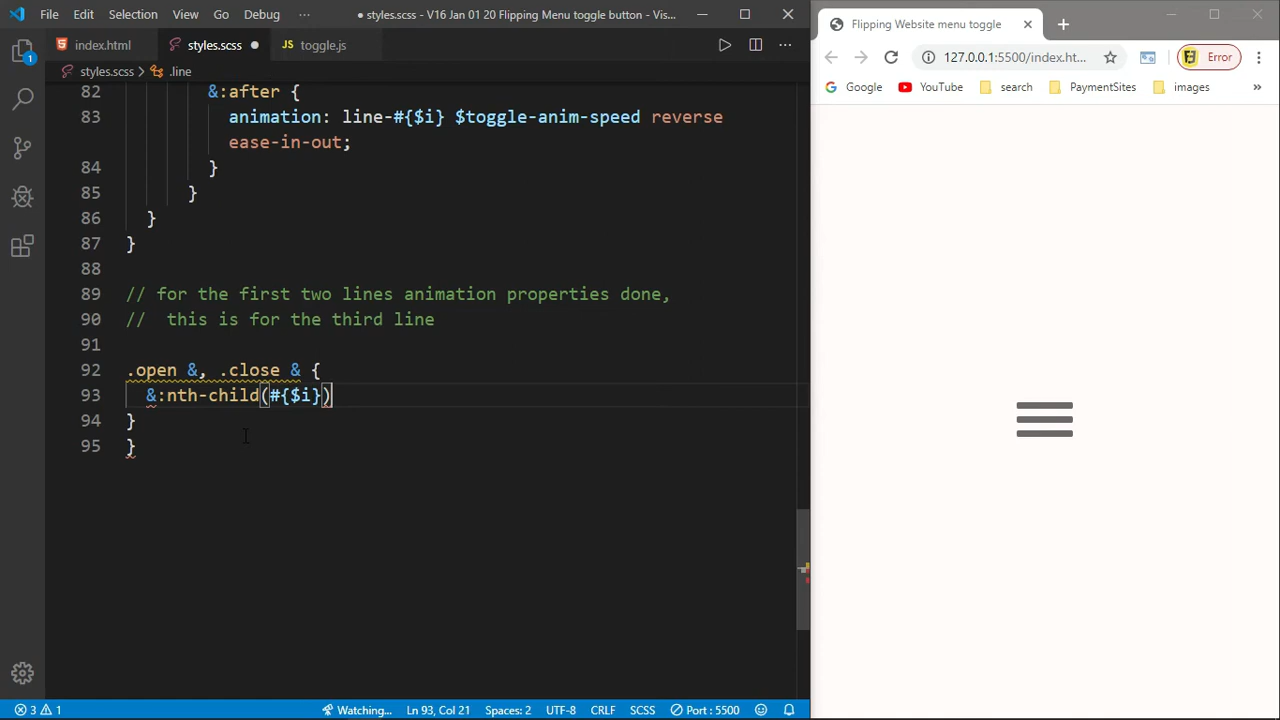 File Edit Selection View Go Debug ··· ● styles.scss - V16 Jan 01 20 Flipping Menu toggle button - Vis...
Flipping Website menu toggle
index.html styles.scss toggle.js
127.0.0.1:5500/index.ht... Error
styles.scss > .line
Google YouTube search PaymentSites images »
82 &:after {
83 animation: line-#{$i} $toggle-anim-speed reverse
ease-in-out;
84 }
85 }
86 }
87 }
88
89 // for the first two lines animation properties done,
90 //  this is for the third line
91
92 .open &, .close & {
93 &:nth-child(#{$i})
94 }
95 }
1
3 1 Watching... Ln 93, Col 21 Spaces: 2 UTF-8 CRLF SCSS Port : 5500